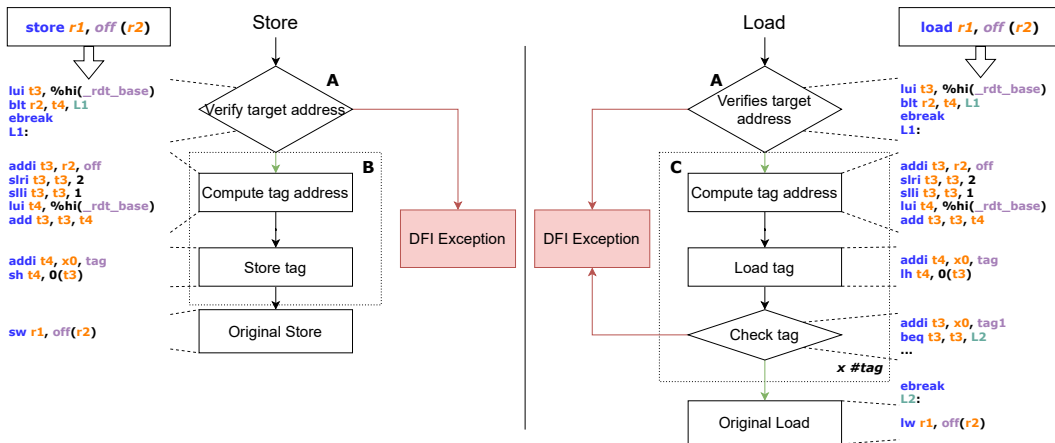 store r1, off (r2)
lui t3, %hi(_rdt_base)
blt r2, t4, L1
ebreak
L1:
addi t3, r2, off
slri t3, t3, 2
slli t3, t3, 1
lui t4, %hi(_rdt_base)
add t3, t3, t4
addi t4, x0, tag
sh t4, 0(t3)
sw r1, off(r2)
Store
A
Verify target address
B
Compute tag address
Store tag
Original Store
DFI Exception
Load
A
Verifies target
address
C
Compute tag address
Load tag
Check tag
x #tag
Original Load
DFI Exception
load r1, off (r2)
lui t3, %hi(_rdt_base)
blt r2, t4, L1
ebreak
L1:
addi t3, r2, off
slri t3, t3, 2
slli t3, t3, 1
lui t4, %hi(_rdt_base)
add t3, t3, t4
addi t4, x0, tag
lh t4, 0(t3)
addi t3, x0, tag1
beq t3, t3, L2
...
ebreak
L2:
lw r1, off(r2)